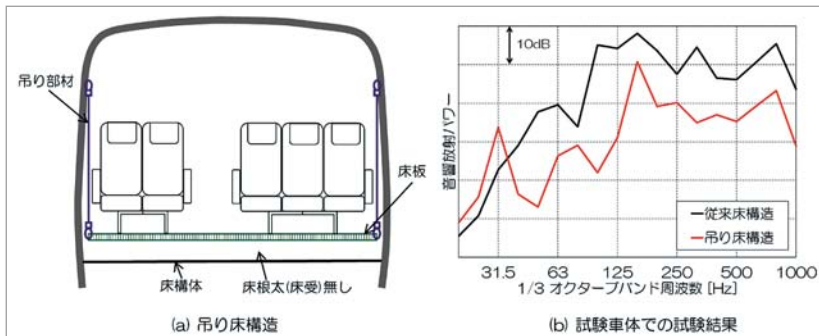 吊り部材
床板
床構体
床根太(床受)無し
(a) 吊り床構造
10dB
音響放射パワー
従来床構造
吊り床構造
31.5 63 125 250 500 1000
1/3 オクターブバンド周波数 [Hz]
(b) 試験車体での試験結果